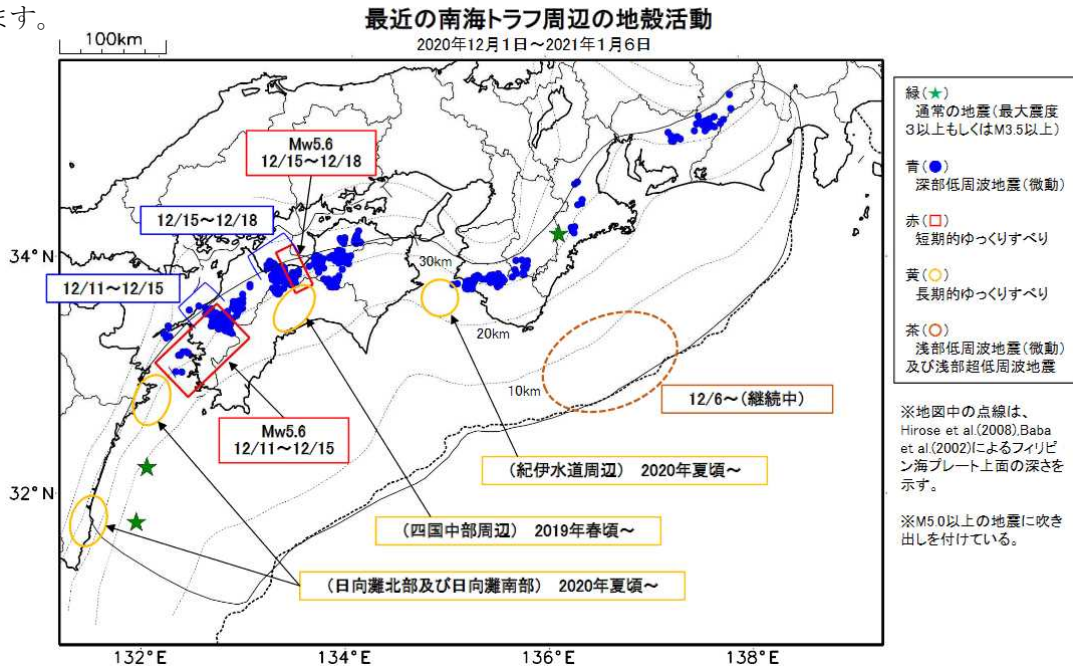 ます。
最近の南海トラフ周辺の地殻活動
2020年12月1日～2021年1月6日
100km
Mw5.6
12/15～12/18
12/15～12/18
12/11～12/15
34°N
30km
20km
10km
12/6～(継続中)
Mw5.6
12/11～12/15
(紀伊水道周辺) 2020年夏頃～
32°N
(四国中部周辺) 2019年春頃～
(日向灘北部及び日向灘南部) 2020年夏頃～
132°E
134°E
136°E
138°E
緑(★)
通常の地震(最大震度
3以上もしくはM3.5以上)
青(●)
深部低周波地震(微動)
赤(□)
短期的ゆっくりすべり
黄(○)
長期的ゆっくりすべり
茶(○)
浅部低周波地震(微動)
及び浅部超低周波地震
※地図中の点線は、
Hirose et al.(2008),Baba
et al.(2002)によるフィリピ
ン海プレート上面の深さを
示す。
※M5.0以上の地震に吹き
出しを付けている。